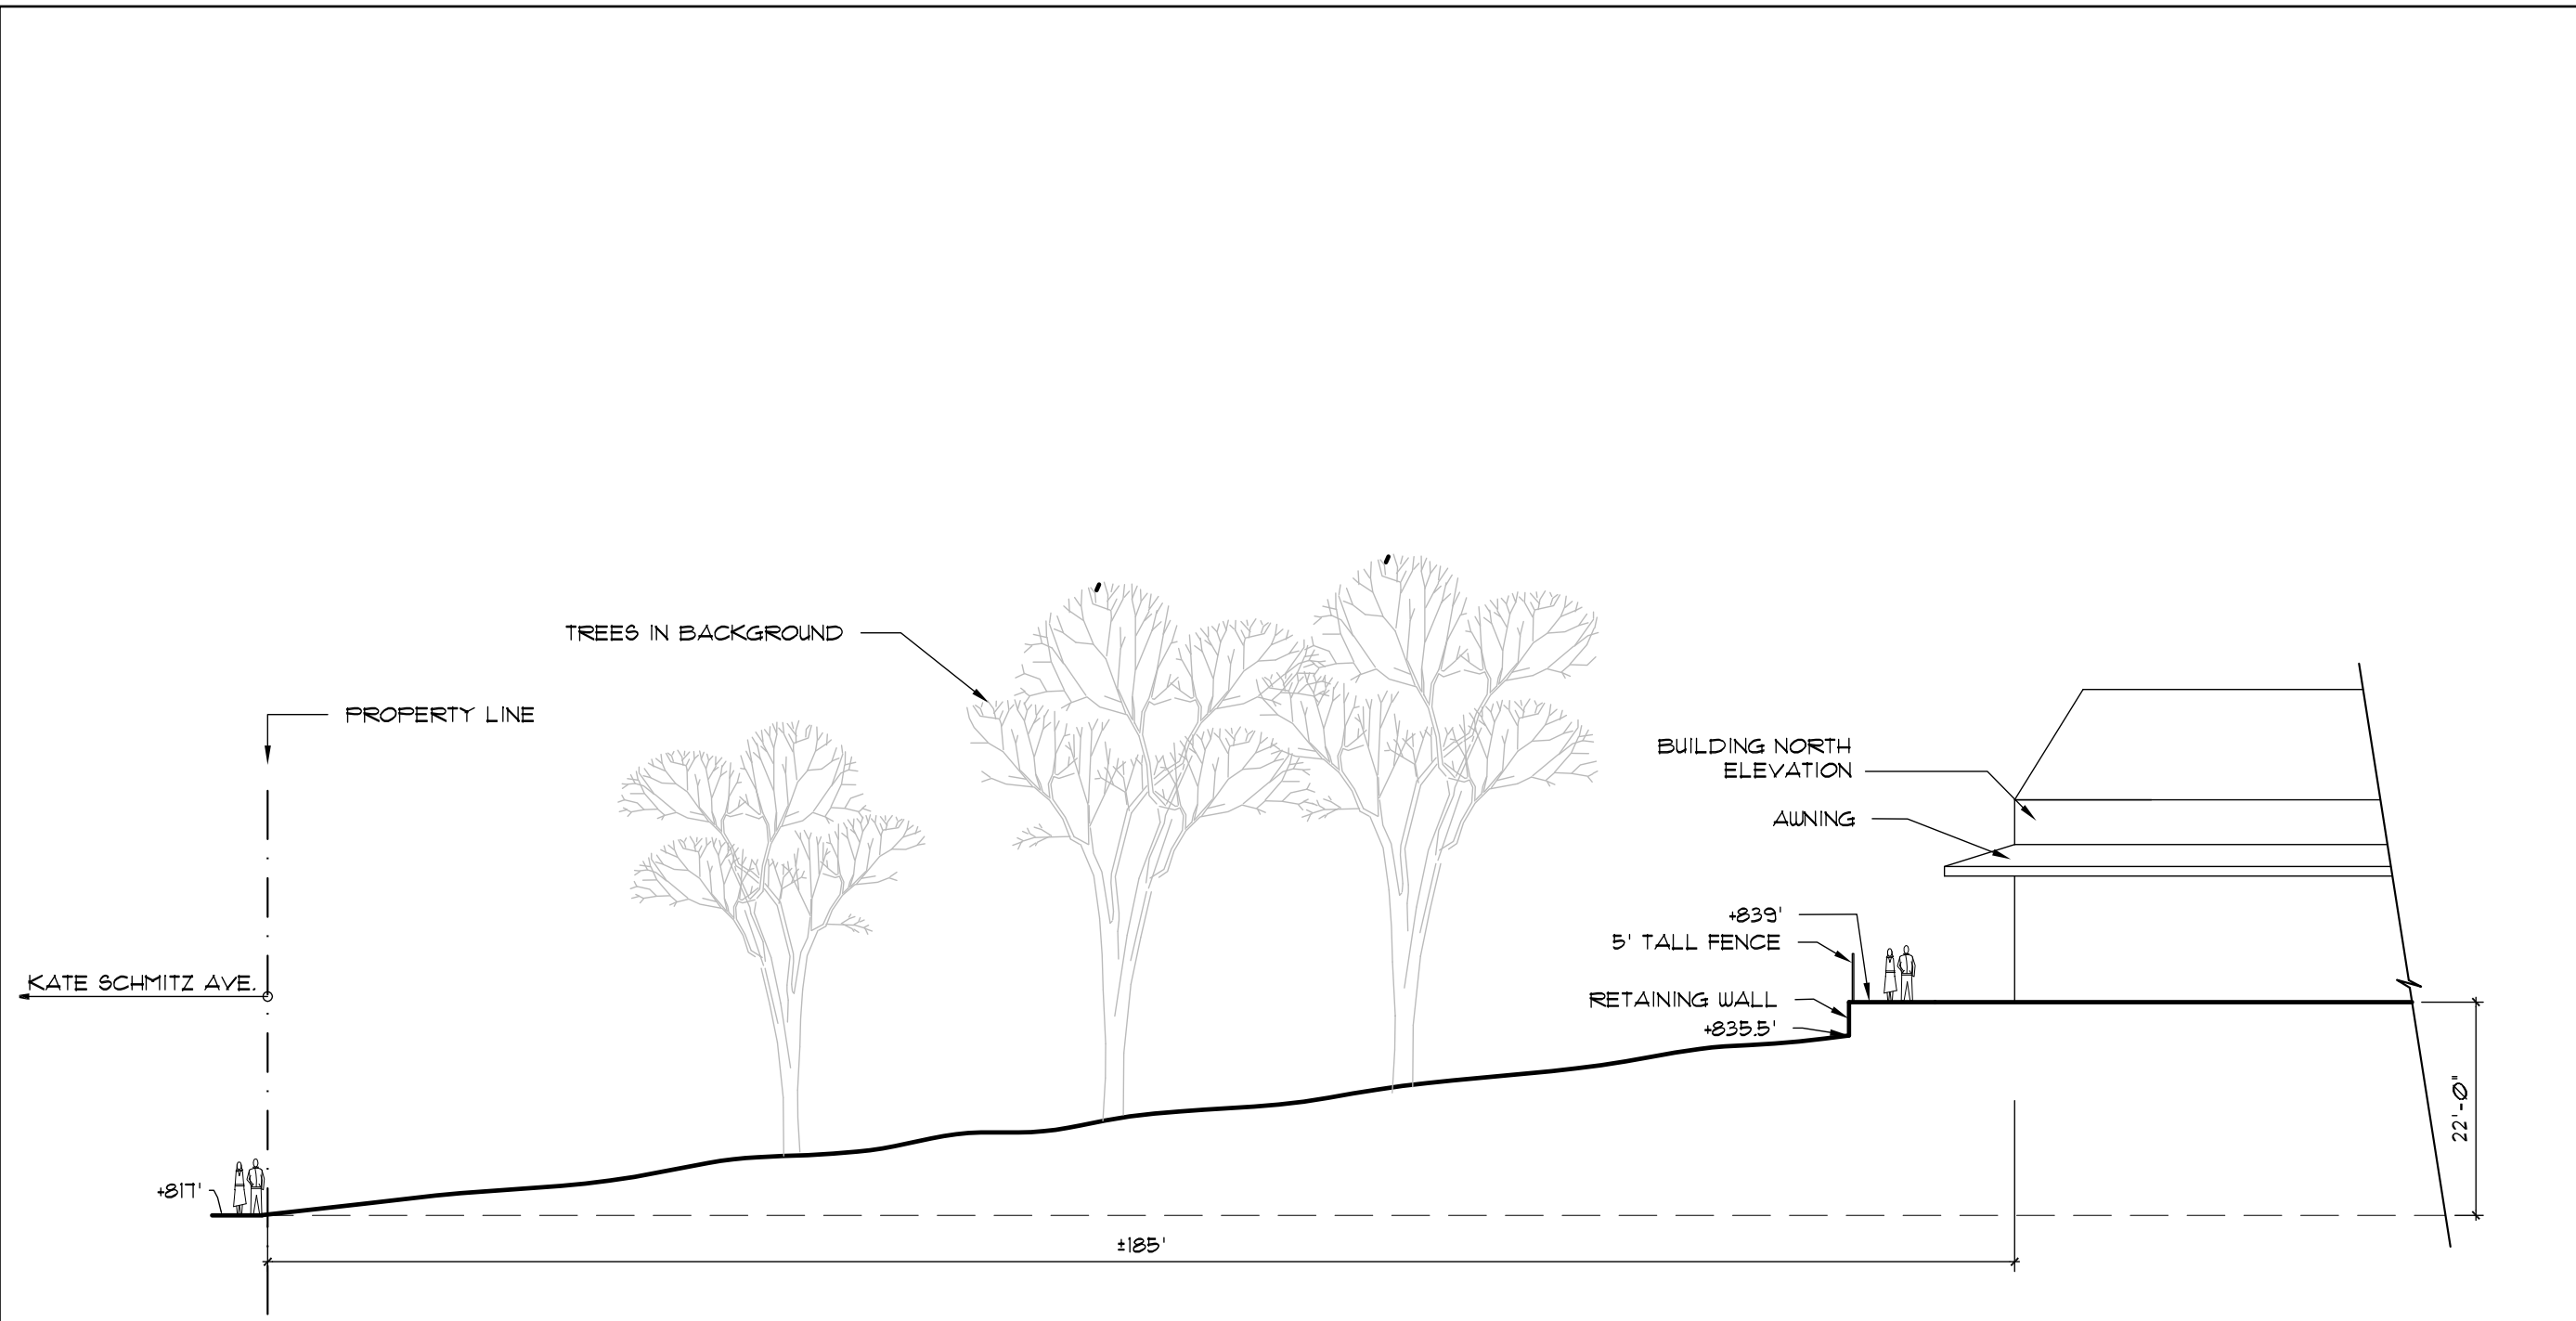 TREES IN BACKGROUND
PROPERTY LINE
BUILDING NORTH
ELEVATION
AWNING
+839'
5' TALL FENCE
KATE SCHMITZ AVE.
RETAINING WALL
+835.5'
22'-0"
+817'
±185'